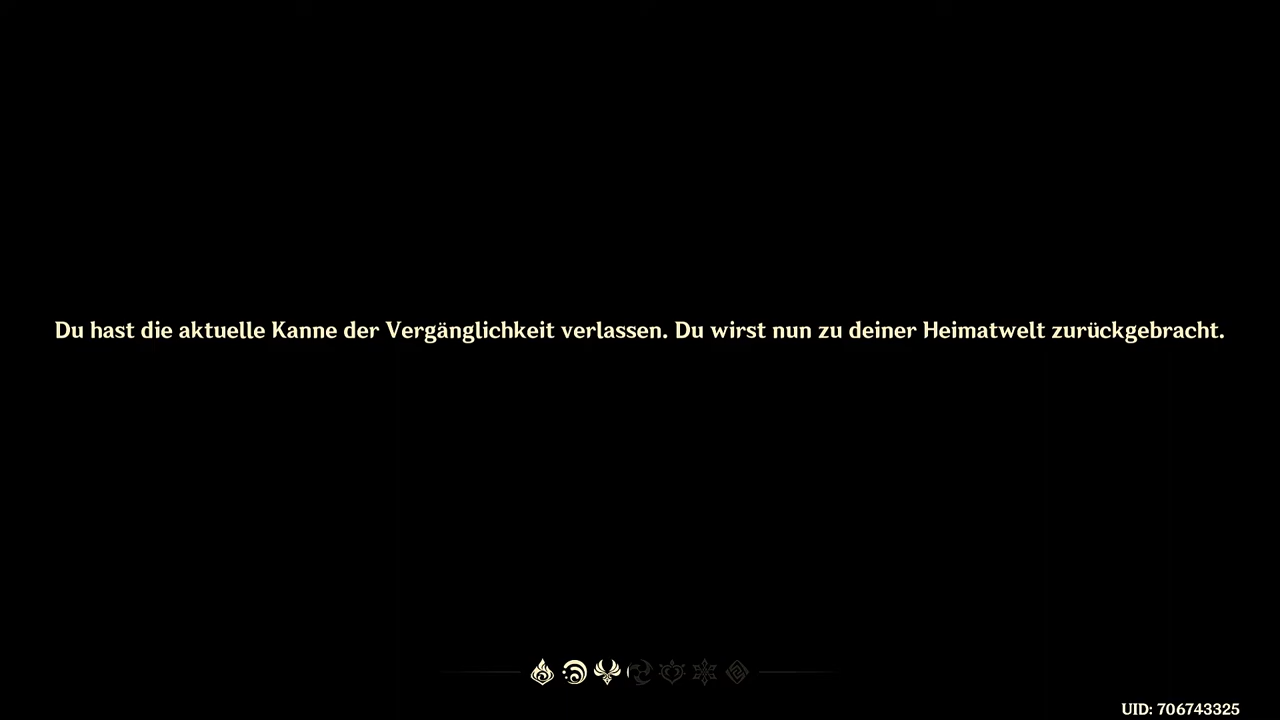 Du hast die aktuelle Kanne der Vergänglichkeit verlassen. Du wirst nun zu deiner Heimatwelt zurückgebracht.
UID: 706743325